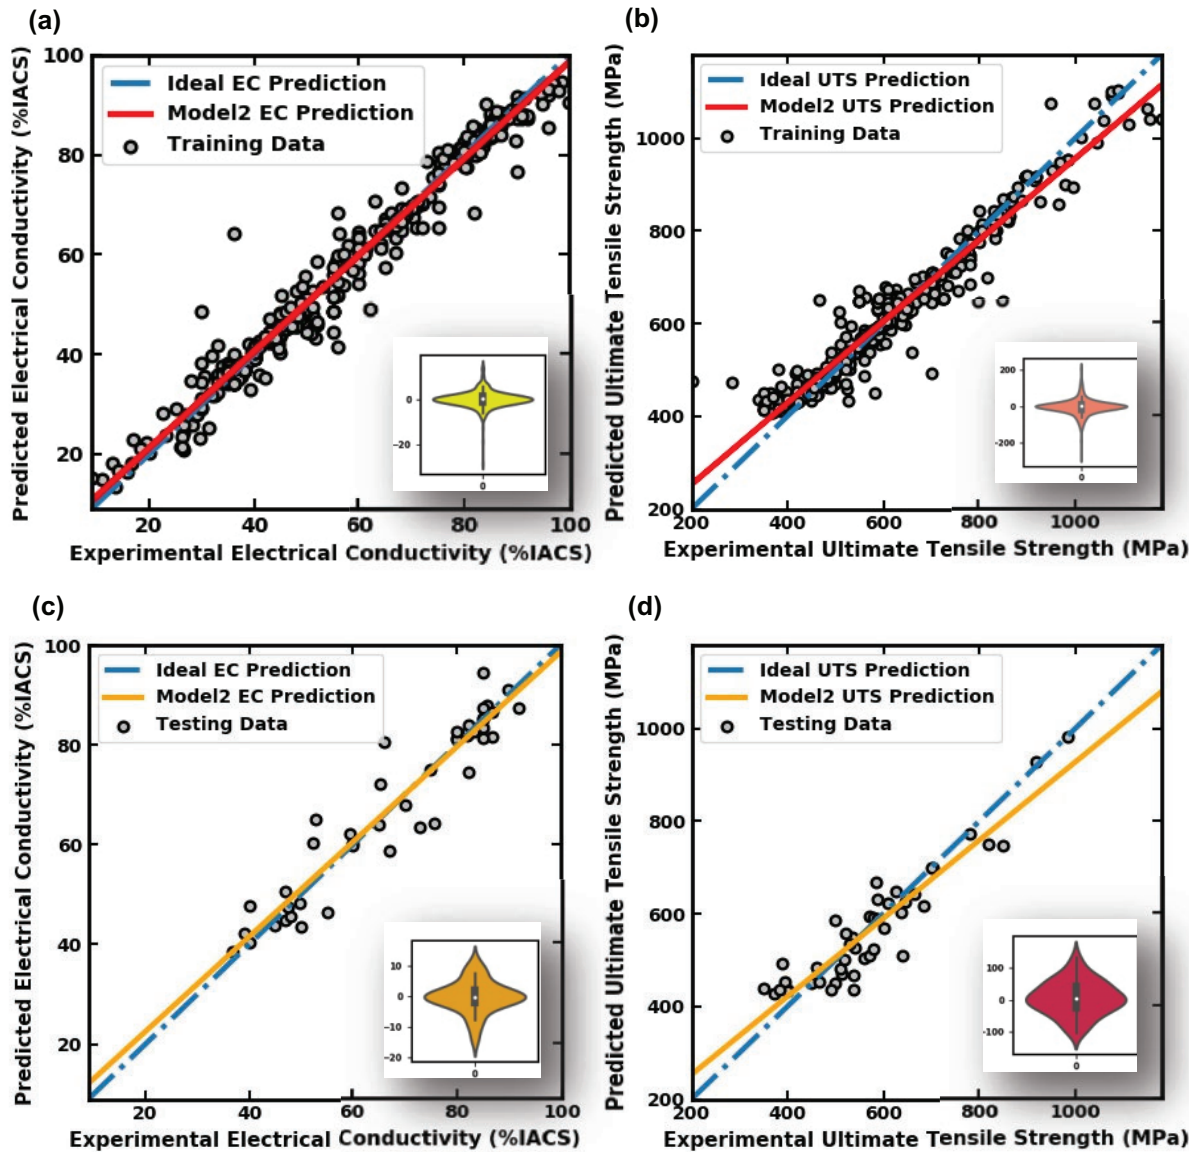 (a)
100
80
60
40
20
20
40
60
80
100
Predicted Electrical Conductivity (%IACS)
Experimental Electrical Conductivity (%IACS)
Ideal EC Prediction
Model2 EC Prediction
Training Data
0
−20
0
(b)
1000
800
600
400
200
200
400
600
800
1000
Predicted Ultimate Tensile Strength (MPa)
Experimental Ultimate Tensile Strength (MPa)
Ideal UTS Prediction
Model2 UTS Prediction
Training Data
200
0
−200
0
(c)
100
80
60
40
20
20
40
60
80
100
Predicted Electrical Conductivity (%IACS)
Experimental Electrical Conductivity (%IACS)
Ideal EC Prediction
Model2 EC Prediction
Testing Data
10
0
−10
−20
0
(d)
1000
800
600
400
200
200
400
600
800
1000
Predicted Ultimate Tensile Strength (MPa)
Experimental Ultimate Tensile Strength (MPa)
Ideal UTS Prediction
Model2 UTS Prediction
Testing Data
100
0
−100
0